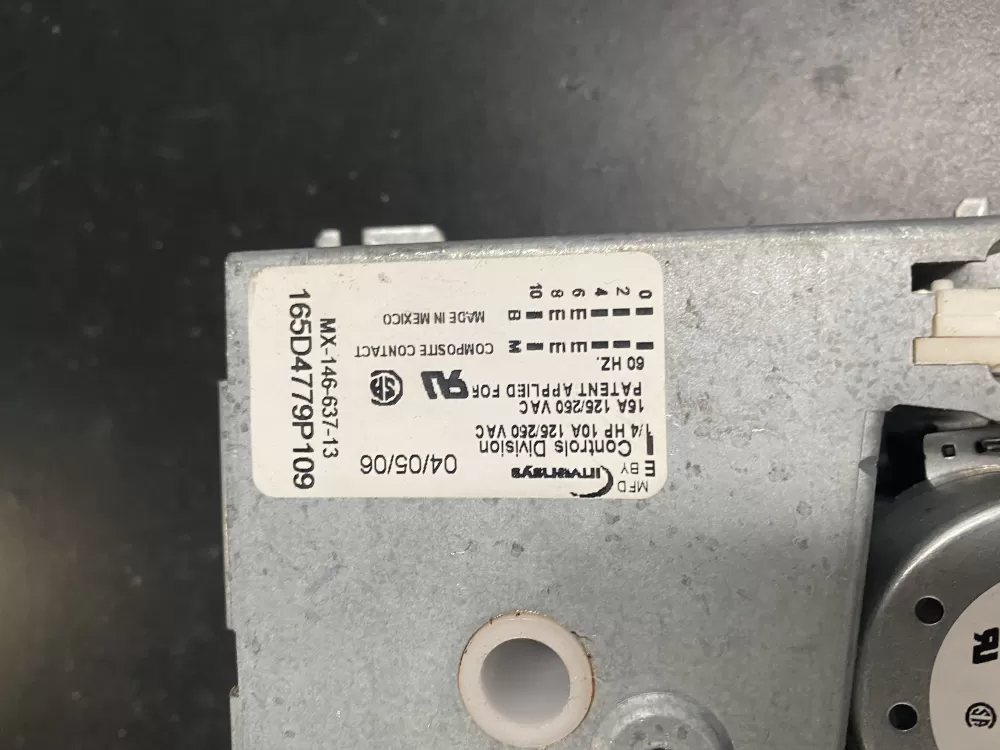 MFD
E BY Invensys
Controls Division 04/05/06
1/4 HP 10A 125/250 VAC
15A 125/250 VAC
PATENT APPLIED FOR
60 HZ.
COMPOSITE CONTACT M E E
MADE IN MEXICO B E E
10 8 6 4 2 0
MX-146-637-13
165D4779P109